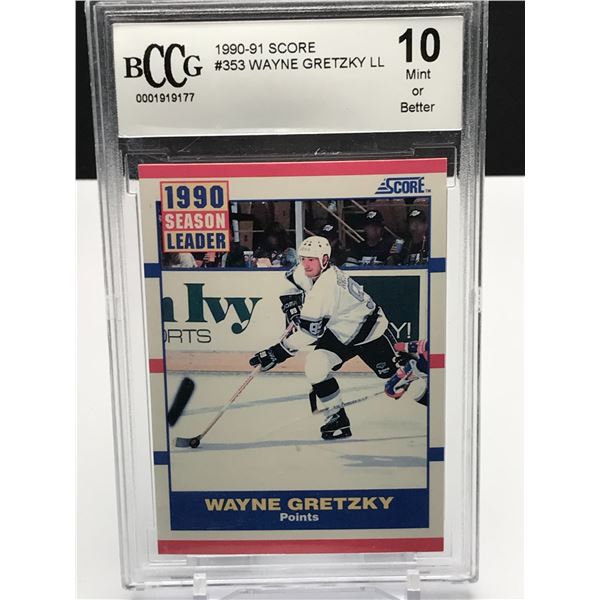 BCCG
0001919177
1990-91 SCORE
#353 WAYNE GRETZKY LL
10
Mint
or
Better
1990
SEASON
LEADER
SCORE™
Ivy
ORTS
Y!
WAYNE GRETZKY
Points